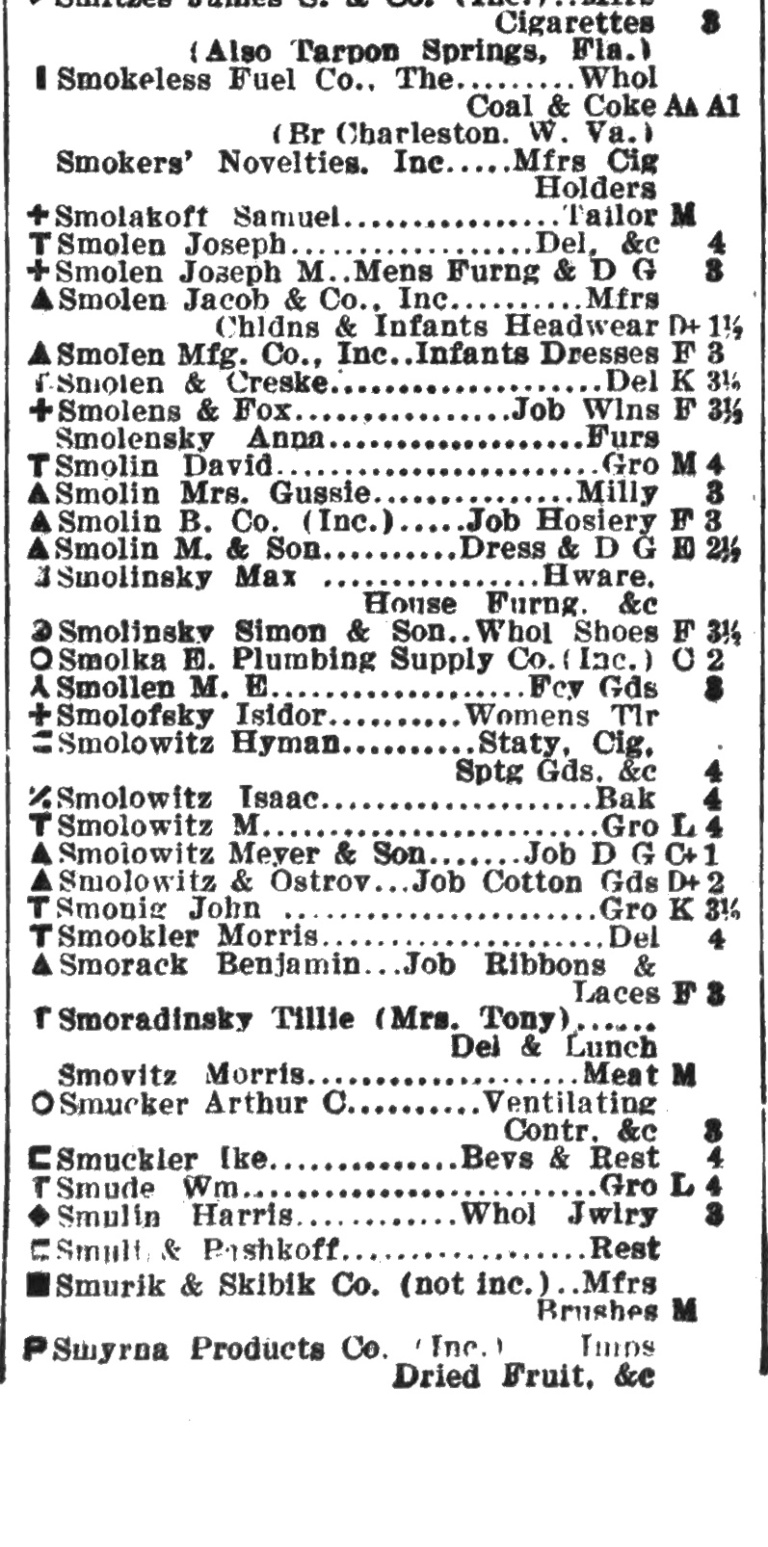 Cigarettes 3
(Also Tarpon Springs, Fla.)
Smokeless Fuel Co., The.........Whol
Coal & Coke AA A1
(Br Charleston, W. Va.)
Smokers' Novelties, Inc.....Mfrs Cig
Holders
+Smolakoff Samuel.................Tailor M
T Smolen Joseph...................Del, &c 4
+Smolen Joseph M..Mens Furng & D G 3
▲Smolen Jacob & Co., Inc..........Mfrs
Chldns & Infants Headwear D+ 1½
▲Smolen Mfg. Co., Inc..Infants Dresses F 3
Smolen & Creske.....................Del K 3½
+Smolens & Fox................Job Wlns F 3½
Smolensky Anna....................Furs
T Smolin David.........................Gro M 4
▲Smolin Mrs. Gussie...............Milly 3
▲Smolin B. Co. (Inc.).....Job Hosiery F 3
▲Smolin M. & Son..........Dress & D G E 2½
Smolinsky Max .................Hware,
House Furng, &c
Smolinsky Simon & Son..Whol Shoes F 3½
O Smolka E. Plumbing Supply Co.(Inc.) C 2
Smollen M. E....................Fcy Gds 3
+Smolofsky Isidor..........Womens Tlr
Smolowitz Hyman..........Staty, Cig,
Sptg Gds, &c 4
Smolowitz Isaac.....................Bak 4
T Smolowitz M..........................Gro L 4
▲Smolowitz Meyer & Son.......Job D G C+ 1
▲Smolowitz & Ostrov...Job Cotton Gds D+ 2
T Smonig John ........................Gro K 3½
T Smookler Morris......................Del 4
▲Smorack Benjamin...Job Ribbons &
Laces F 3
Smoradinsky Tillie (Mrs. Tony)......
Del & Lunch
Smovitz Morris.....................Meat M
O Smucker Arthur C..........Ventilating
Contr, &c 3
Smuckler Ike...............Bevs & Rest 4
T Smude Wm...........................Gro L 4
◆Smulin Harris............Whol Jwlry 3
& Pashkoff...................Rest
■Smurik & Skibik Co. (not inc.)..Mfrs
Brushes M
P Smyrna Products Co. (Inc.) Imps
Dried Fruit, &c